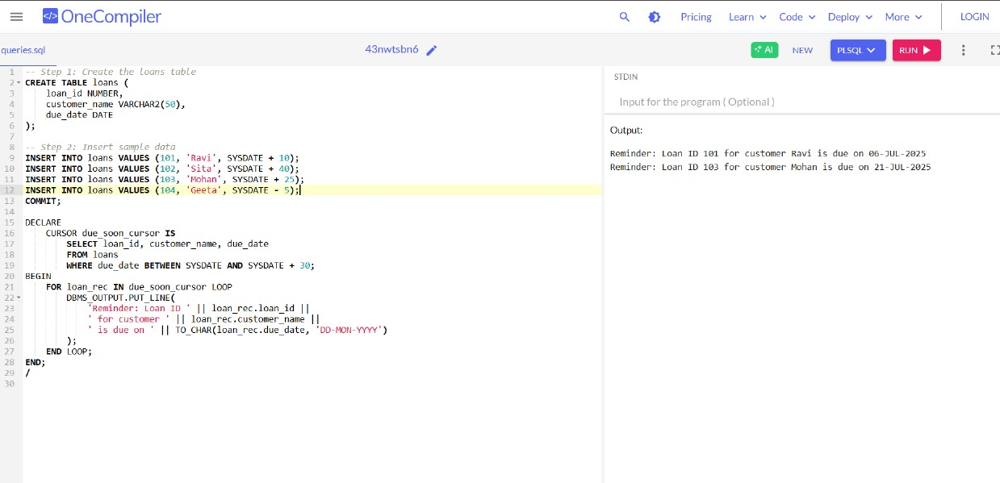 </> OneCompiler
Pricing
Learn
Code
Deploy
More
LOGIN
queries.sql
43nwtsbn6
AI
NEW
PLSQL
RUN
1 -- Step 1: Create the loans table
2 CREATE TABLE loans (
3     loan_id NUMBER,
4     customer_name VARCHAR2(50),
5     due_date DATE
6 );
7
8 -- Step 2: Insert sample data
9 INSERT INTO loans VALUES (101, 'Ravi', SYSDATE + 10);
10 INSERT INTO loans VALUES (102, 'Sita', SYSDATE + 40);
11 INSERT INTO loans VALUES (103, 'Mohan', SYSDATE + 25);
12 INSERT INTO loans VALUES (104, 'Geeta', SYSDATE - 5);
13 COMMIT;
14
15 DECLARE
16     CURSOR due_soon_cursor IS
17         SELECT loan_id, customer_name, due_date
18         FROM loans
19         WHERE due_date BETWEEN SYSDATE AND SYSDATE + 30;
20 BEGIN
21     FOR loan_rec IN due_soon_cursor LOOP
22         DBMS_OUTPUT.PUT_LINE(
23             'Reminder: Loan ID ' || loan_rec.loan_id ||
24             ' for customer ' || loan_rec.customer_name ||
25             ' is due on ' || TO_CHAR(loan_rec.due_date, 'DD-MON-YYYY')
26         );
27     END LOOP;
28 END;
29 /
30
STDIN
Input for the program ( Optional )
Output:
Reminder: Loan ID 101 for customer Ravi is due on 06-JUL-2025
Reminder: Loan ID 103 for customer Mohan is due on 21-JUL-2025